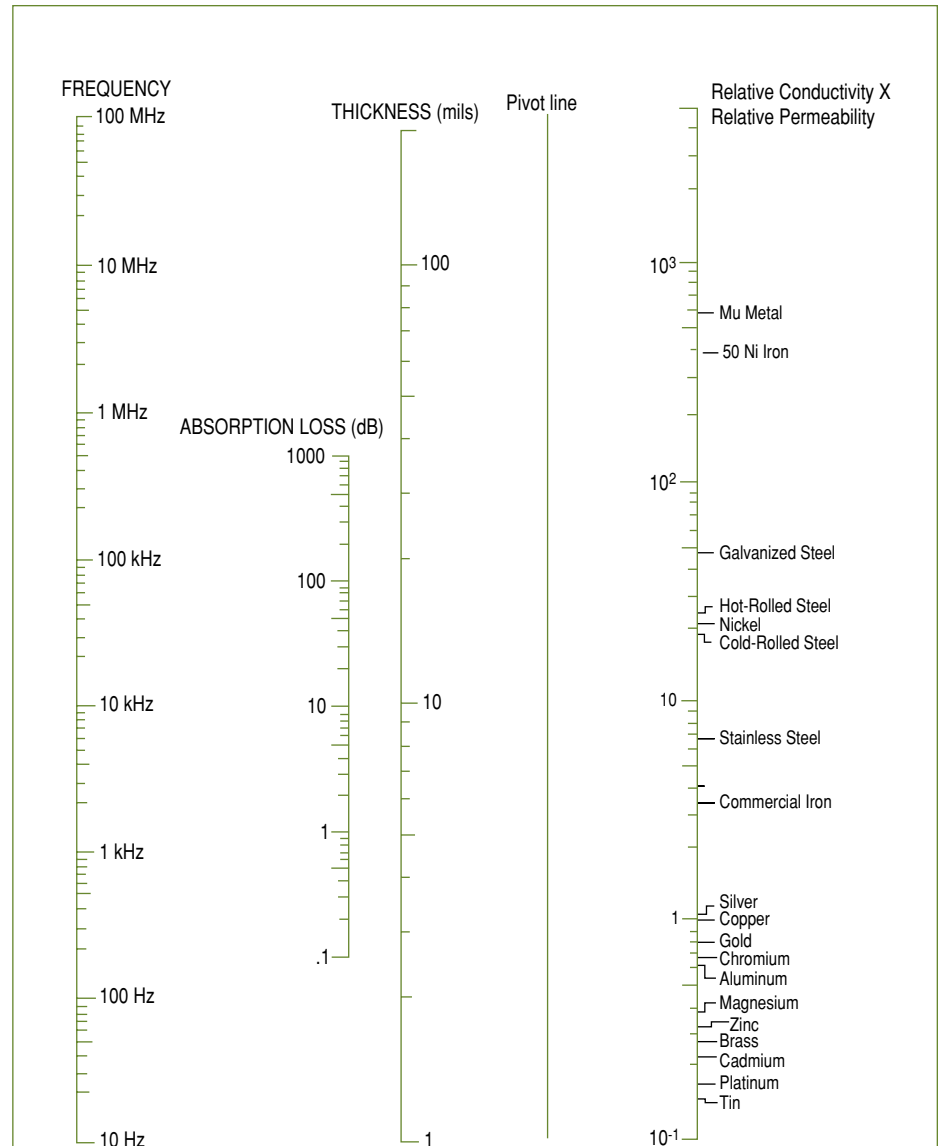 FREQUENCY
100 MHz
10 MHz
1 MHz
100 kHz
10 kHz
1 kHz
100 Hz
10 Hz
ABSORPTION LOSS (dB)
1000
100
10
1
.1
THICKNESS (mils)
100
10
1
Pivot line
Relative Conductivity X
Relative Permeability
10³
Mu Metal
50 Ni Iron
10²
Galvanized Steel
Hot-Rolled Steel
Nickel
Cold-Rolled Steel
10
Stainless Steel
Commercial Iron
Silver
1
Copper
Gold
Chromium
Aluminum
Magnesium
Zinc
Brass
Cadmium
Platinum
Tin
10⁻¹